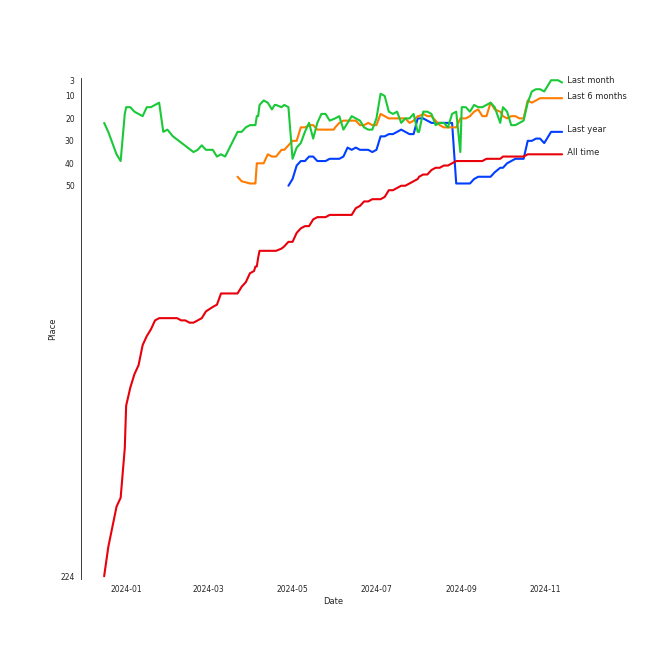 3
Last month
10
Last 6 months
20
Last year
30
All time
40
50
Place
224
2024-01
2024-03
2024-05
2024-07
2024-09
2024-11
Date